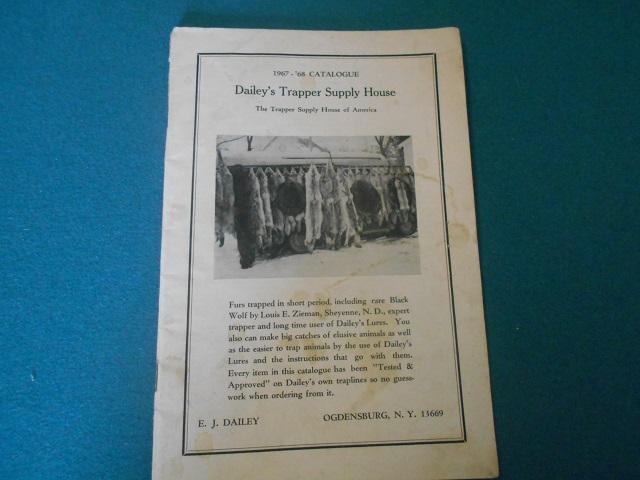 1967 - '68 CATALOGUE
Dailey's Trapper Supply House
The Trapper Supply House of America
Furs trapped in short period, including rare Black
Wolf by Louis E. Zieman, Sheyenne, N. D., expert
trapper and long time user of Dailey's Lures. You
also can make big catches of elusive animals as well
as the easier to trap animals by the use of Dailey's
Lures and the instructions that go with them.
Every item in this catalogue has been "Tested &
Approved" on Dailey's own traplines so no guess-
work when ordering from it.
E. J. DAILEY OGDENSBURG, N. Y. 13669